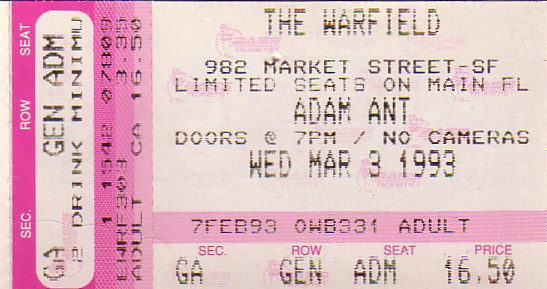 THE WARFIELD
982 MARKET STREET-SF
LIMITED SEATS ON MAIN FL
ADAM ANT
DOORS @ 7PM / NO CAMERAS
WED MAR 3 1993
7FEB93 OWB331 ADULT
SEC. ROW SEAT PRICE
GA GEN ADM 16.50
SEC. ROW SEAT
GA GEN ADM
2 DRINK MINIMU
ADULT CA 16.50